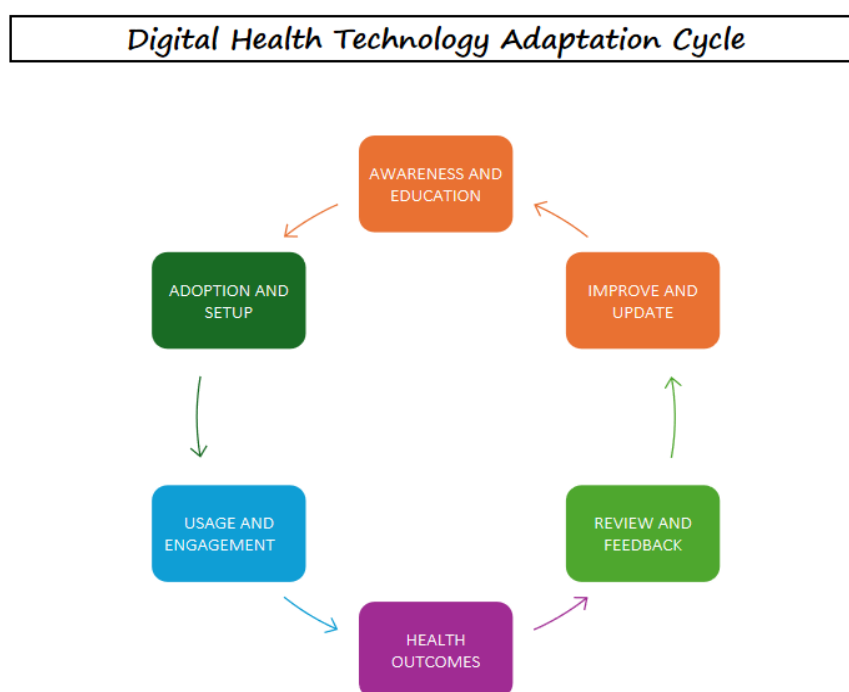 Digital Health Technology Adaptation Cycle
AWARENESS AND
EDUCATION
ADOPTION AND
SETUP
USAGE AND
ENGAGEMENT
HEALTH
OUTCOMES
REVIEW AND
FEEDBACK
IMPROVE AND
UPDATE